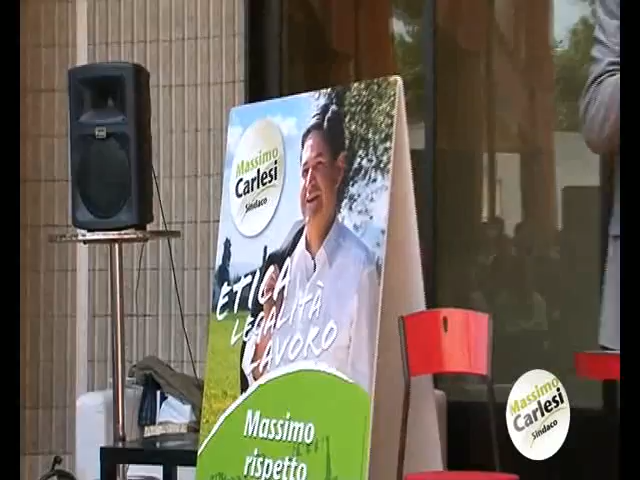 Massimo
Carlesi
Sindaco
ETICA
LEGALITÀ
LAVORO
Massimo
rispetto
Massimo
Carlesi
Sindaco